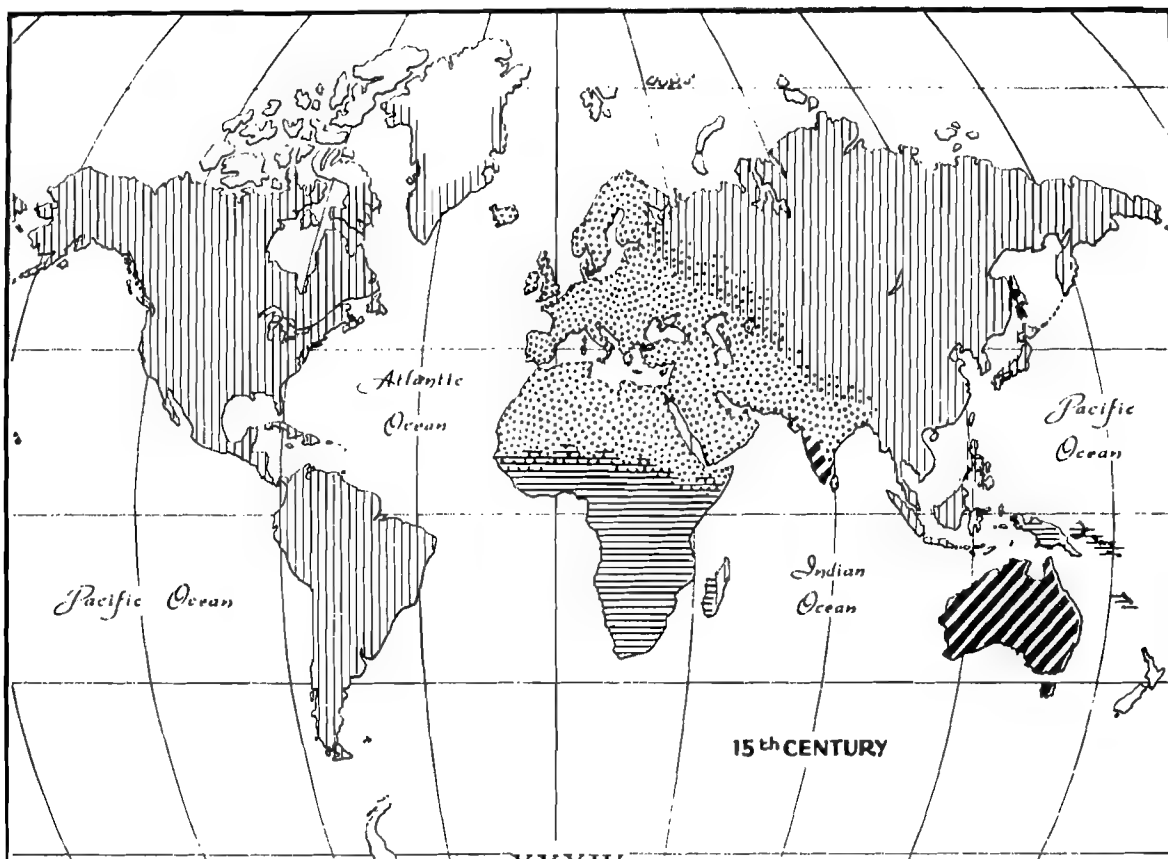 Atlantic
Ocean
Pacific
Ocean
Pacific Ocean
Indian
Ocean
15th CENTURY